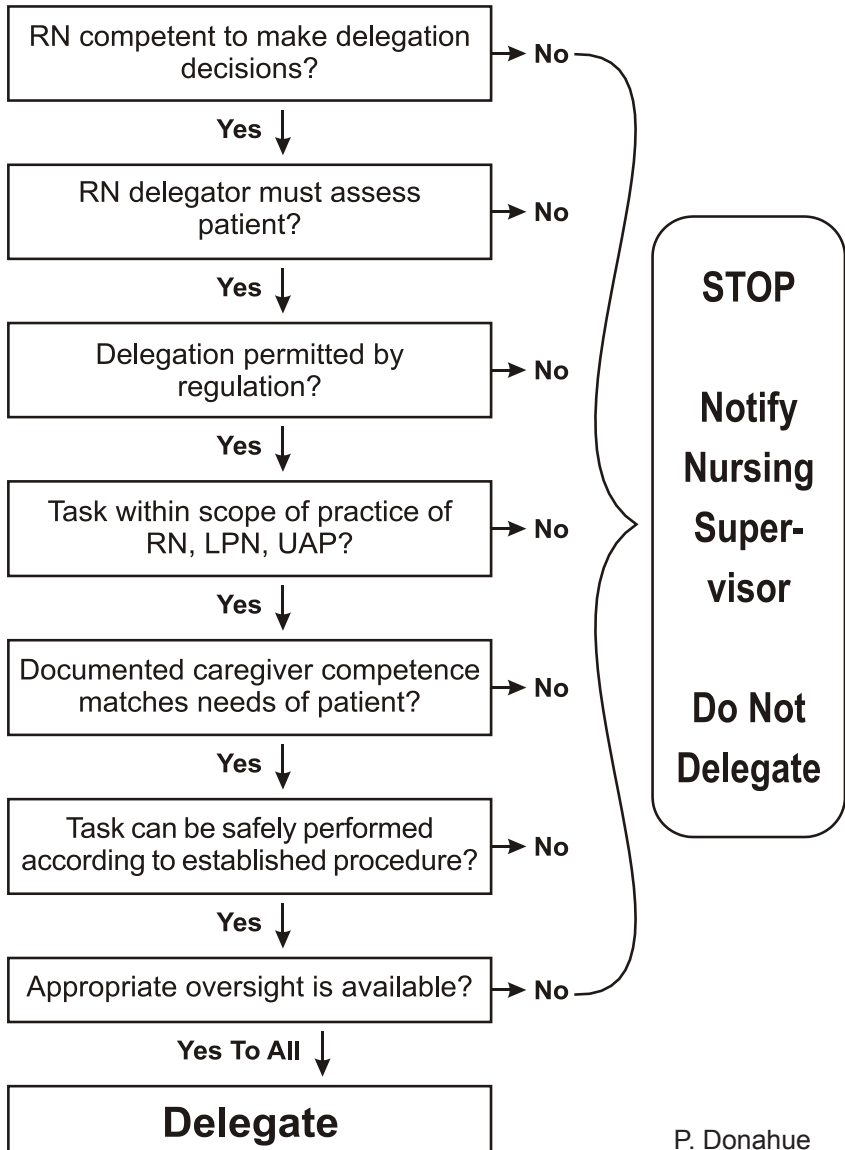 RN competent to make delegation
decisions?
No
Yes
RN delegator must assess
patient?
No
Yes
Delegation permitted by
regulation?
No
Yes
Task within scope of practice of
RN, LPN, UAP?
No
Yes
Documented caregiver competence
matches needs of patient?
No
Yes
Task can be safely performed
according to established procedure?
No
Yes
Appropriate oversight is available?
No
Yes To All
Delegate
STOP
Notify
Nursing
Super-
visor
Do Not
Delegate
P. Donahue